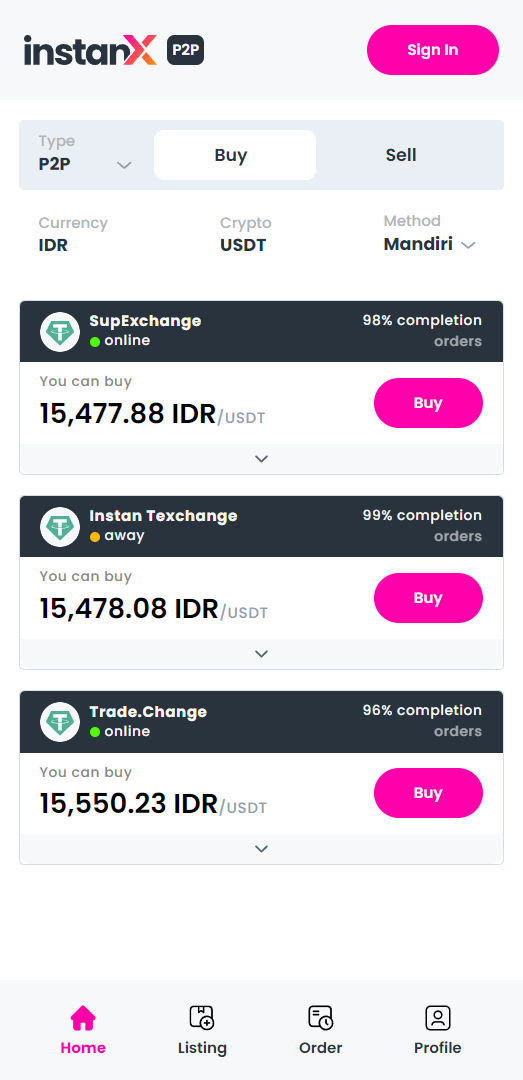 instanX P2P Sign In
Type
P2P Buy Sell
Currency Crypto Method
IDR USDT Mandiri
SupExchange 98% completion
online orders
You can buy
15,477.88 IDR/USDT Buy
Instan Texchange 99% completion
away orders
You can buy
15,478.08 IDR/USDT Buy
Trade.Change 96% completion
online orders
You can buy
15,550.23 IDR/USDT Buy
Home Listing Order Profile